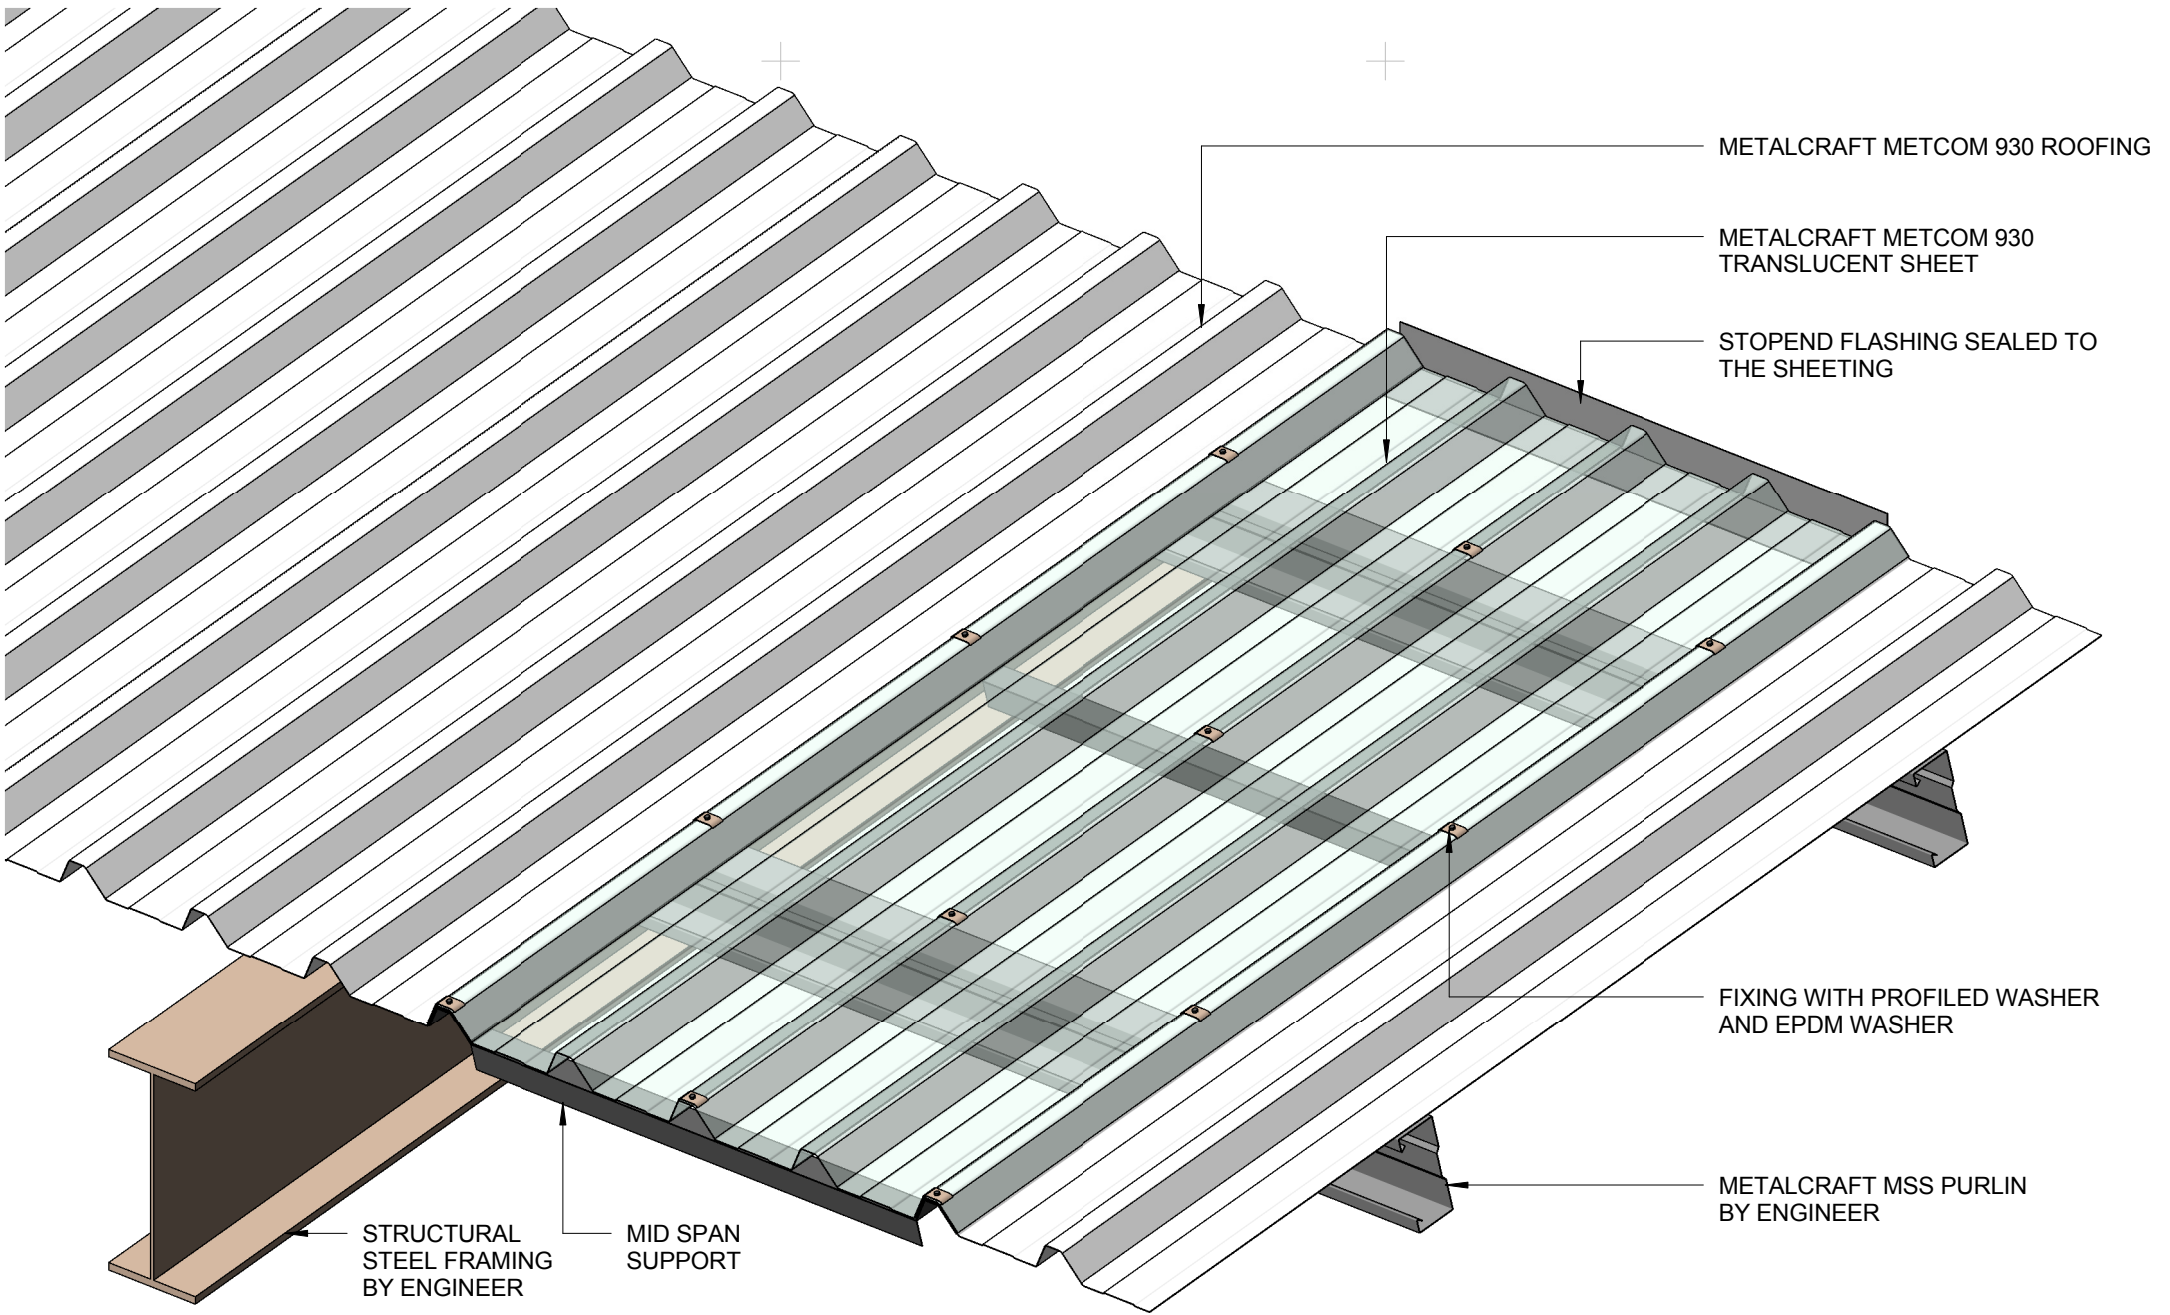 METALCRAFT METCOM 930 ROOFING
METALCRAFT METCOM 930
TRANSLUCENT SHEET
STOPEND FLASHING SEALED TO
THE SHEETING
FIXING WITH PROFILED WASHER
AND EPDM WASHER
METALCRAFT MSS PURLIN
BY ENGINEER
STRUCTURAL
STEEL FRAMING
BY ENGINEER
MID SPAN
SUPPORT